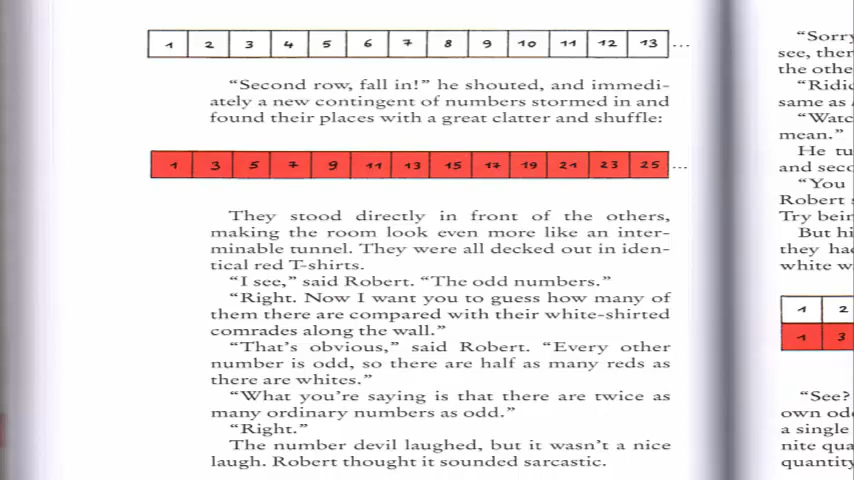 1 2 3 4 5 6 7 8 9 10 11 12 13 ...
“Second row, fall in!” he shouted, and immedi-
ately a new contingent of numbers stormed in and
found their places with a great clatter and shuffle:
1 3 5 7 9 11 13 15 17 19 21 23 25 ...
They stood directly in front of the others,
making the room look even more like an inter-
minable tunnel. They were all decked out in iden-
tical red T-shirts.
“I see,” said Robert. “The odd numbers.”
“Right. Now I want you to guess how many of
them there are compared with their white-shirted
comrades along the wall.”
“That’s obvious,” said Robert. “Every other
number is odd, so there are half as many reds as
there are whites.”
“What you’re saying is that there are twice as
many ordinary numbers as odd.”
“Right.”
The number devil laughed, but it wasn’t a nice
laugh. Robert thought it sounded sarcastic.
“Sorry
see, ther
the othe
“Ridic
same as
“Watc
mean.”
He tu
and seco
“You
Robert s
Try bein
But hi
they had
white w
1 2
1 3
“See?
own od
a single
nite qua
quantity